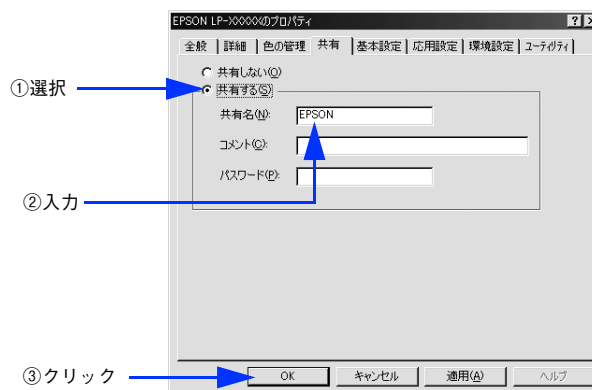 EPSON LP-XXXXXのプロパティ
全般 詳細 色の管理 共有 基本設定 応用設定 環境設定 ユーティリティ
共有しない(O)
①選択
共有する(S)
共有名(N): EPSON
コメント(C):
パスワード(P):
②入力
③クリック
OK キャンセル 適用(A) ヘルプ